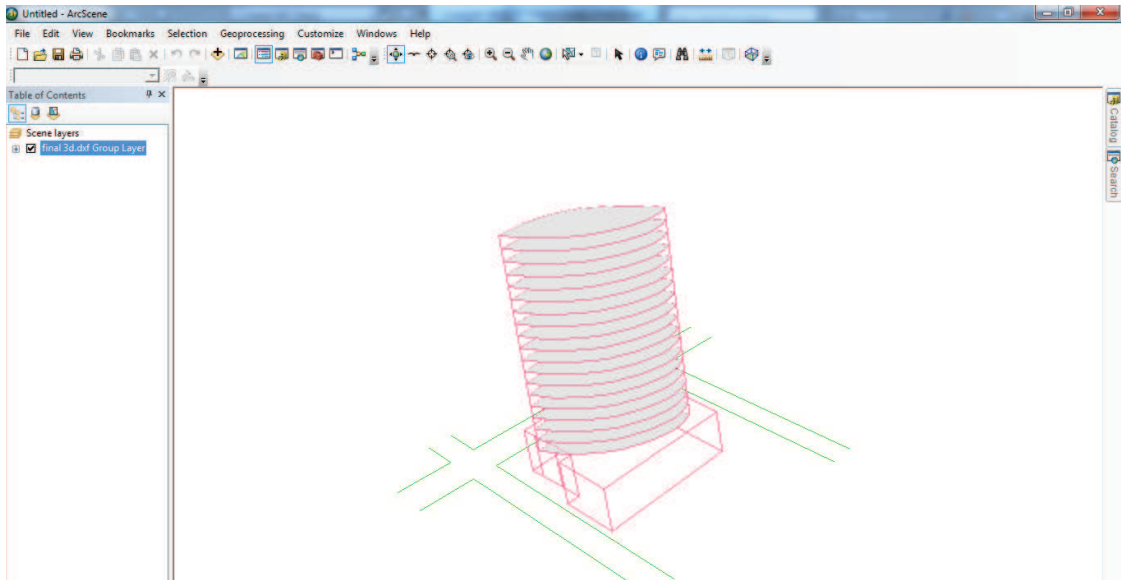 Untitled - ArcScene
File Edit View Bookmarks Selection Geoprocessing Customize Windows Help
Table of Contents
Scene layers
final 3d.dxf Group Layer
Catalog
Search